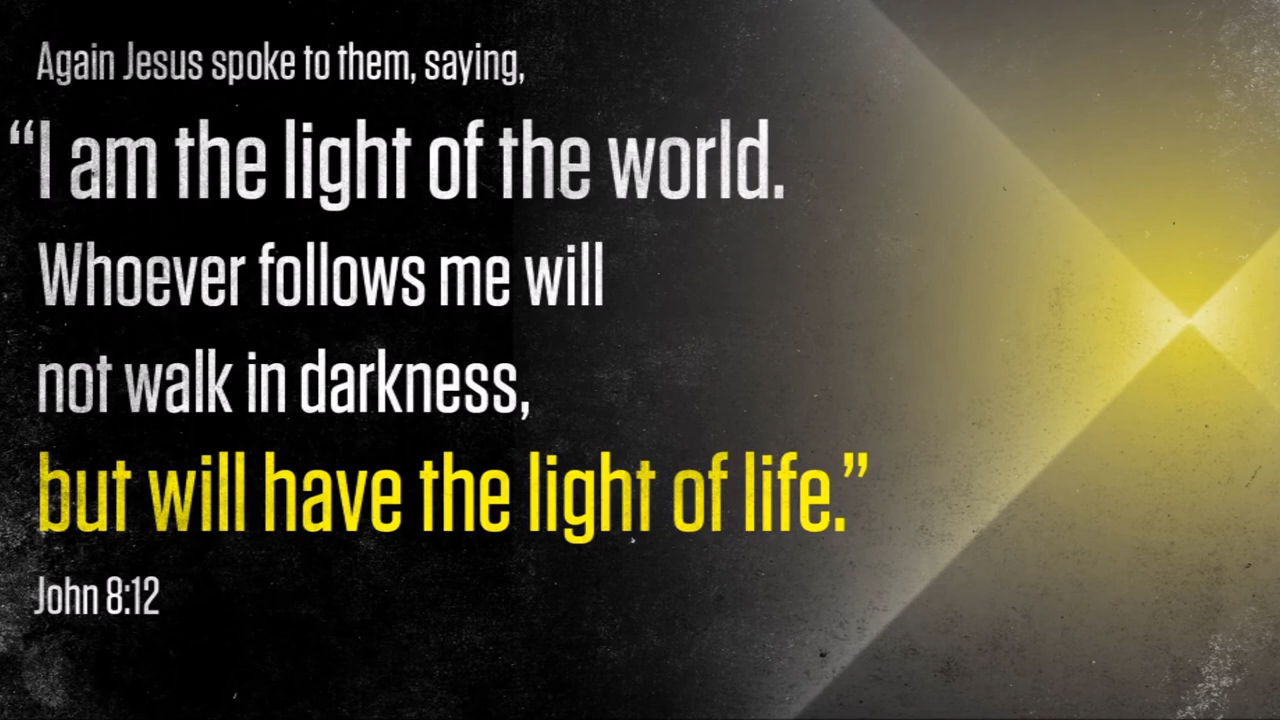 Again Jesus spoke to them, saying,
“I am the light of the world.
Whoever follows me will
not walk in darkness,
but will have the light of life.”
John 8:12